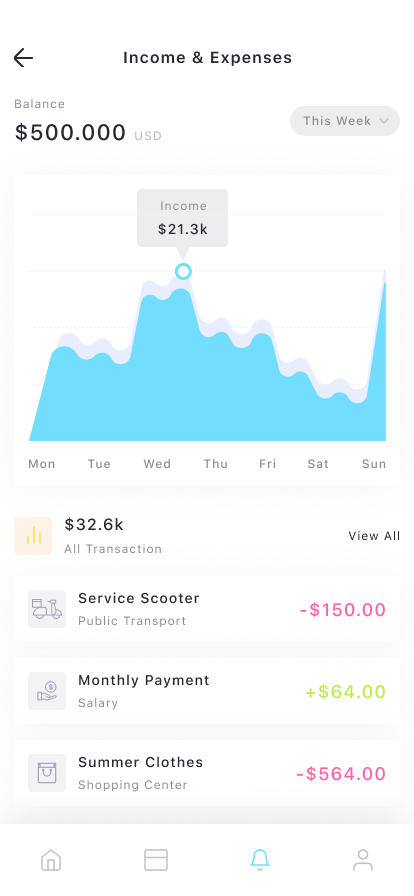 Income & Expenses
Balance
$500.000 USD
This Week
Income
$21.3k
Mon Tue Wed Thu Fri Sat Sun
$32.6k
All Transaction
View All
Service Scooter
Public Transport
-$150.00
Monthly Payment
Salary
+$64.00
Summer Clothes
Shopping Center
-$564.00